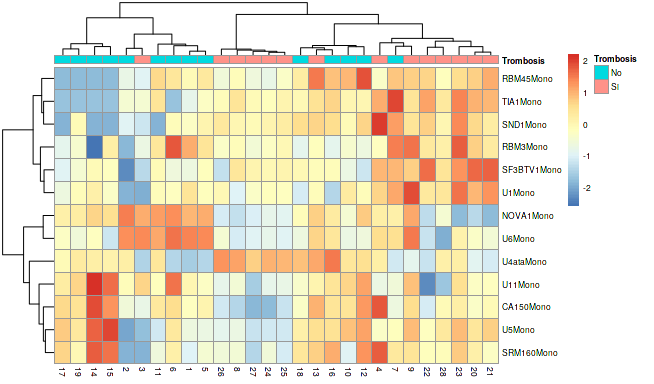 Trombosis
Trombosis
No
SI
2
1
0
-1
-2
RBM45Mono
TIA1Mono
SND1Mono
RBM3Mono
SF3BTV1Mono
U1Mono
NOVA1Mono
U6Mono
U4ataMono
U11Mono
CA150Mono
U5Mono
SRM160Mono
17 19 14 15 2 3 11 6 1 5 26 8 27 24 25 18 13 16 10 12 4 7 9 22 28 23 20 21